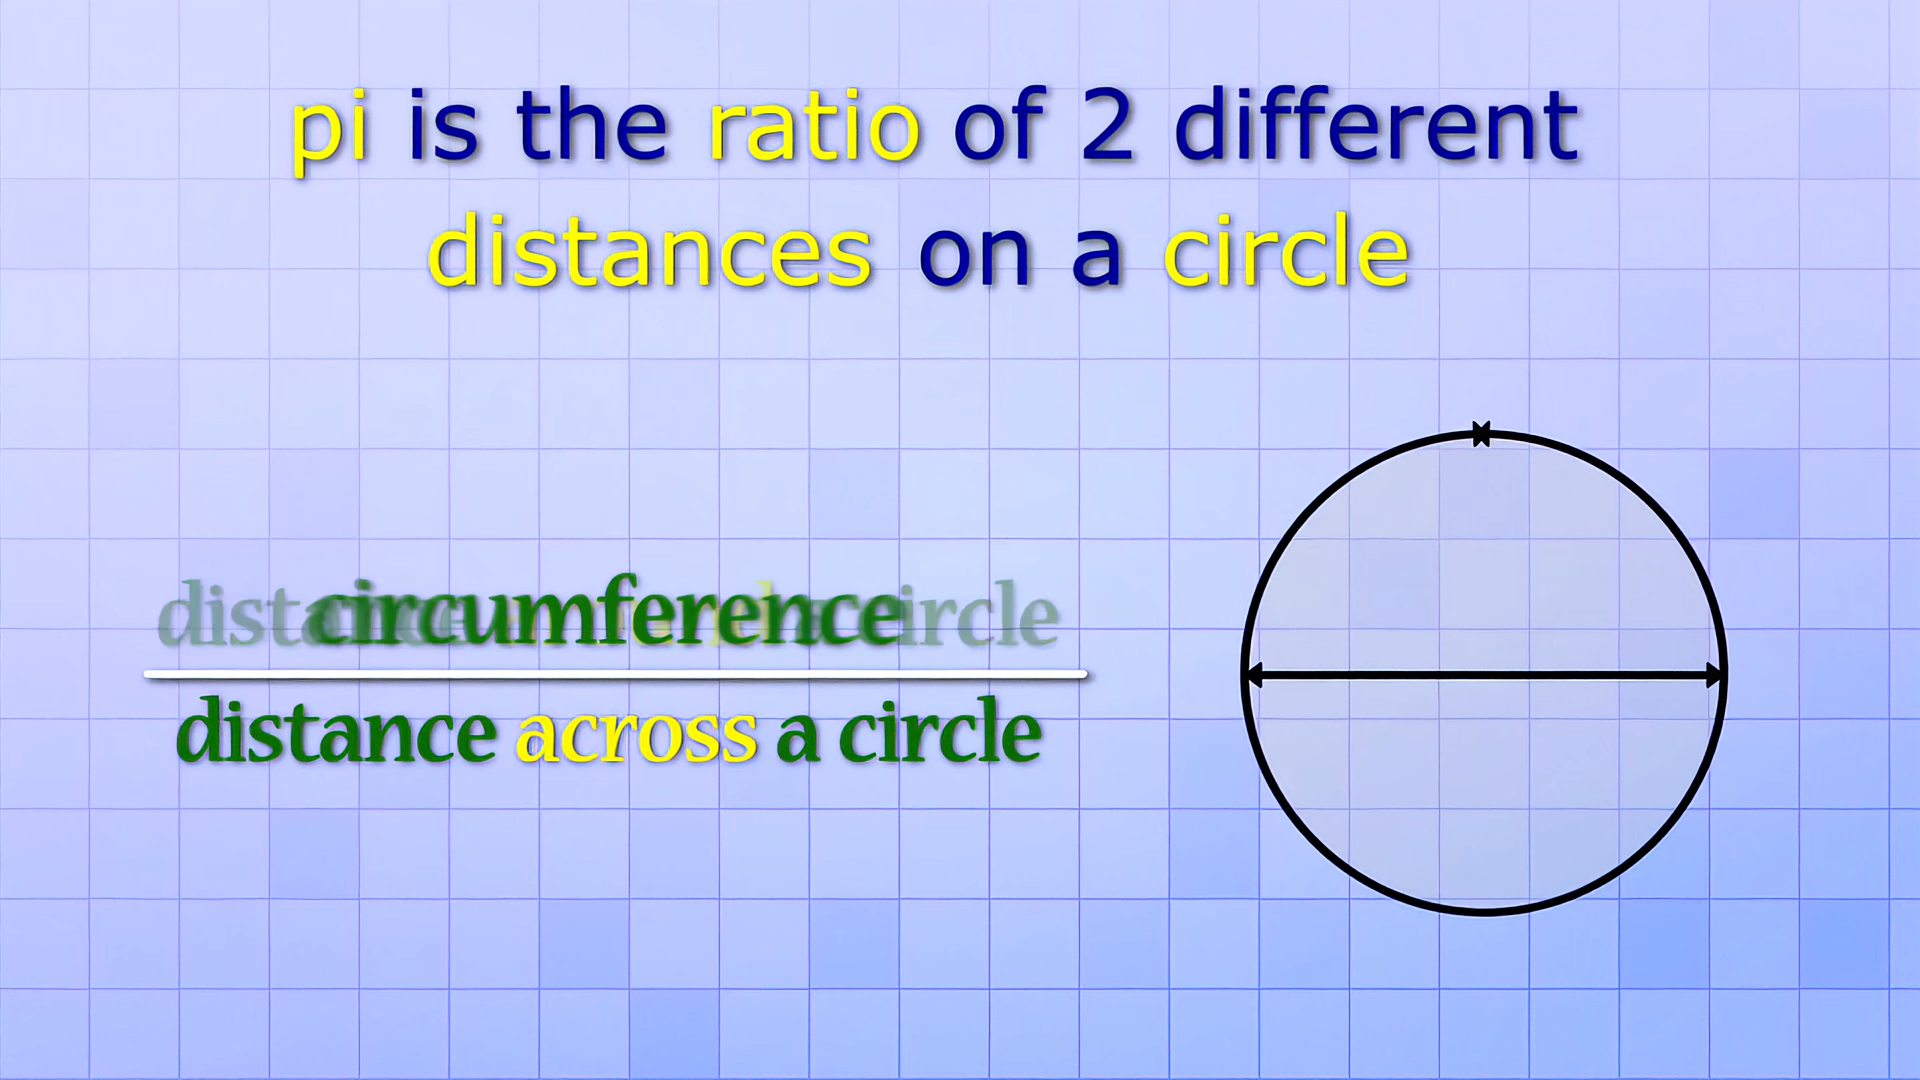 pi is the ratio of 2 different
distances on a circle
circumference
distance across a circle